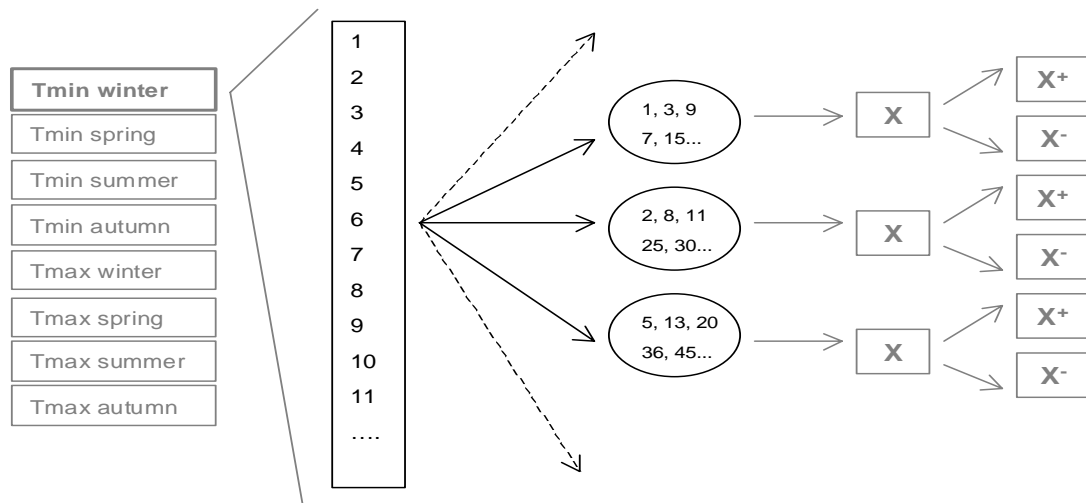 Tmin winter
Tmin spring
Tmin summer
Tmin autumn
Tmax winter
Tmax spring
Tmax summer
Tmax autumn
1
2
3
4
5
6
7
8
9
10
11
....
1, 3, 9
7, 15...
2, 8, 11
25, 30...
5, 13, 20
36, 45...
X
X
X
X+
X-
X+
X-
X+
X-